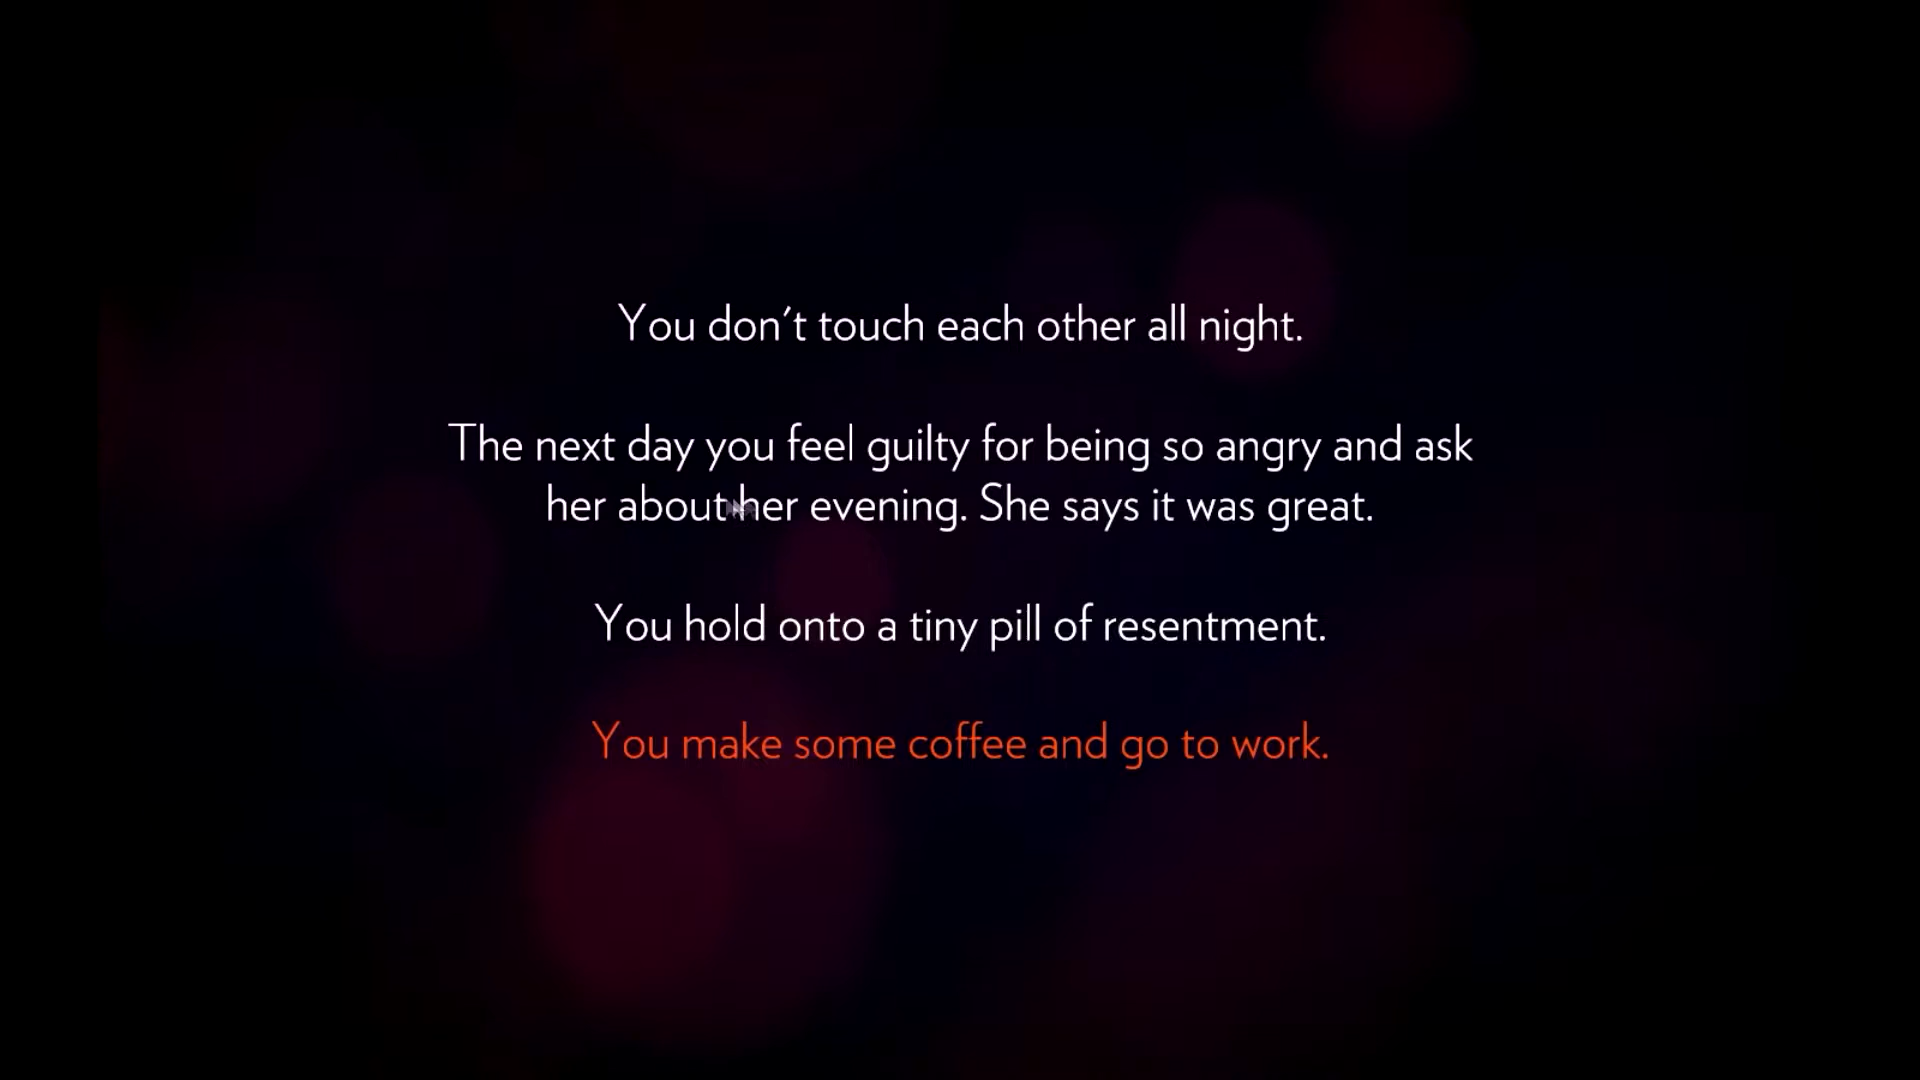 You don't touch each other all night.
The next day you feel guilty for being so angry and ask
her about her evening. She says it was great.
You hold onto a tiny pill of resentment.
You make some coffee and go to work.